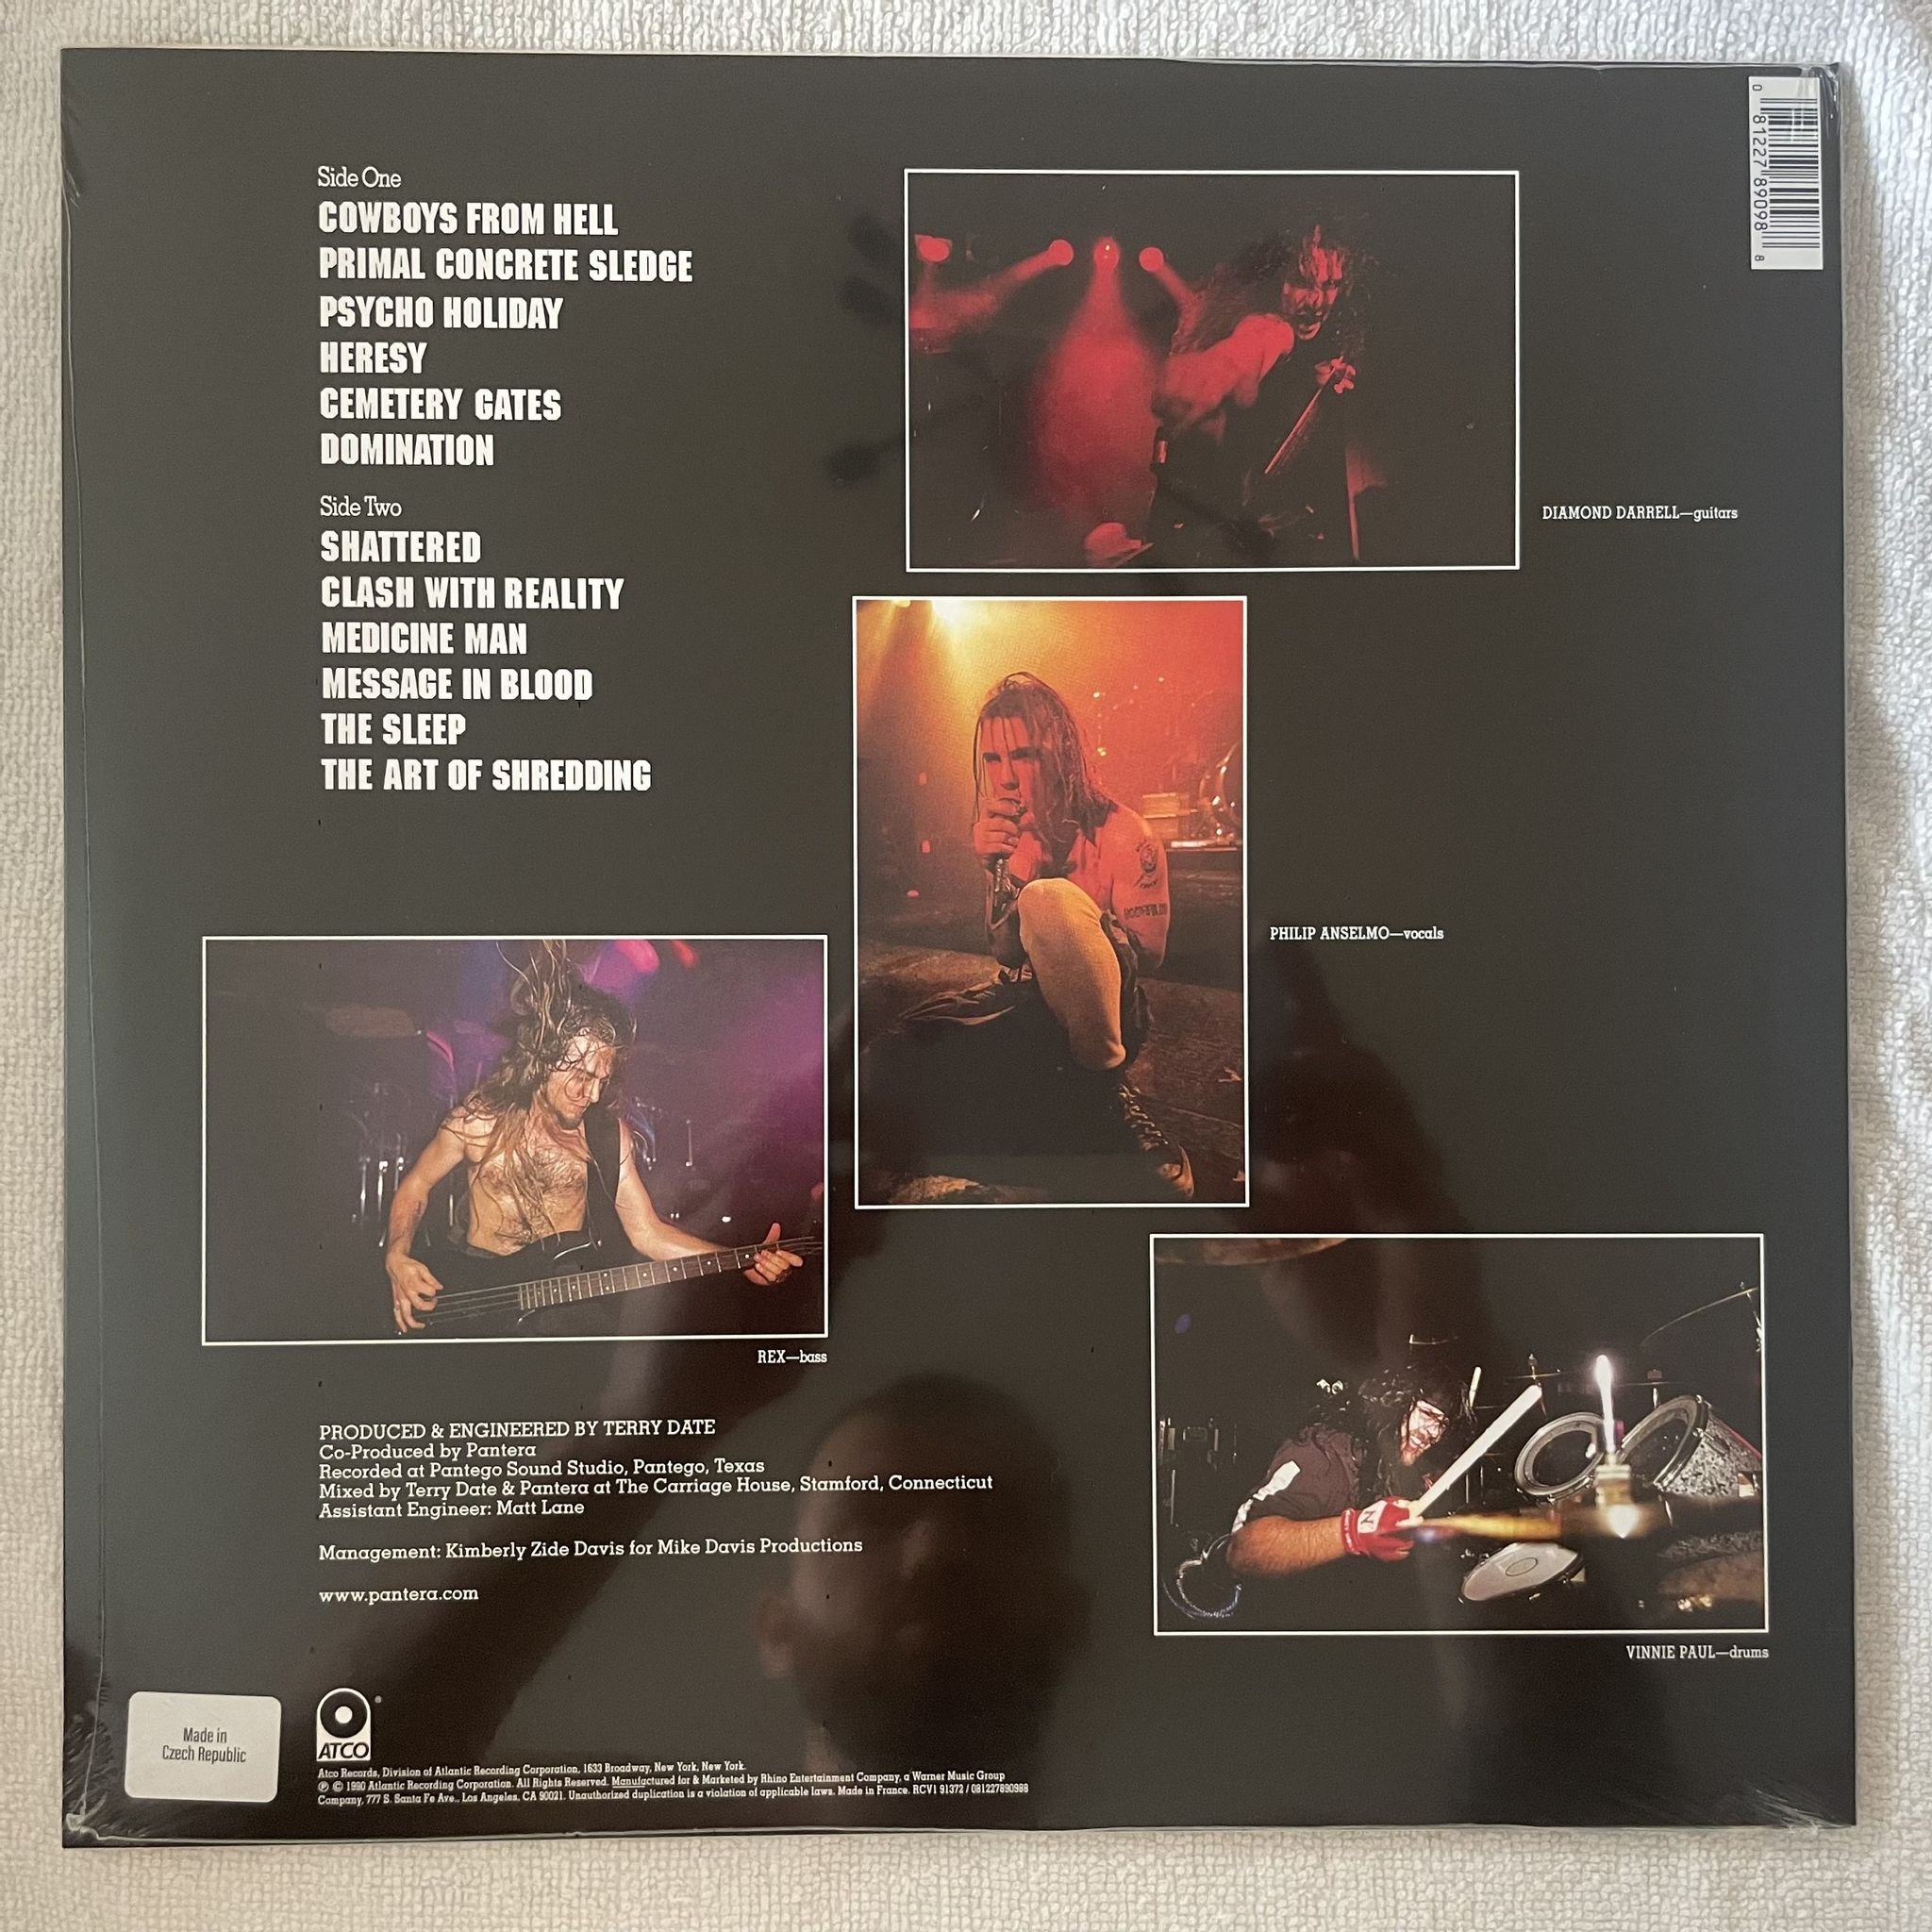 Side One
COWBOYS FROM HELL
PRIMAL CONCRETE SLEDGE
PSYCHO HOLIDAY
HERESY
CEMETERY GATES
DOMINATION
Side Two
SHATTERED
CLASH WITH REALITY
MEDICINE MAN
MESSAGE IN BLOOD
THE SLEEP
THE ART OF SHREDDING
0 81227 89098 8
DIAMOND DARRELL—guitars
PHILIP ANSELMO—vocals
REX—bass
VINNIE PAUL—drums
PRODUCED & ENGINEERED BY TERRY DATE
Co-Produced by Pantera
Recorded at Pantego Sound Studio, Pantego, Texas
Mixed by Terry Date & Pantera at The Carriage House, Stamford, Connecticut
Assistant Engineer: Matt Lane
Management: Kimberly Zide Davis for Mike Davis Productions
www.pantera.com
Made in
Czech Republic
ATCO ®
Atco Records, Division of Atlantic Recording Corporation, 1633 Broadway, New York, New York.
℗ © 1990 Atlantic Recording Corporation. All Rights Reserved. Manufactured for & Marketed by Rhino Entertainment Company, a Warner Music Group
Company, 777 S. Santa Fe Ave., Los Angeles, CA 90021. Unauthorized duplication is a violation of applicable laws. Made in France. RCV1 91372 / 081227890988